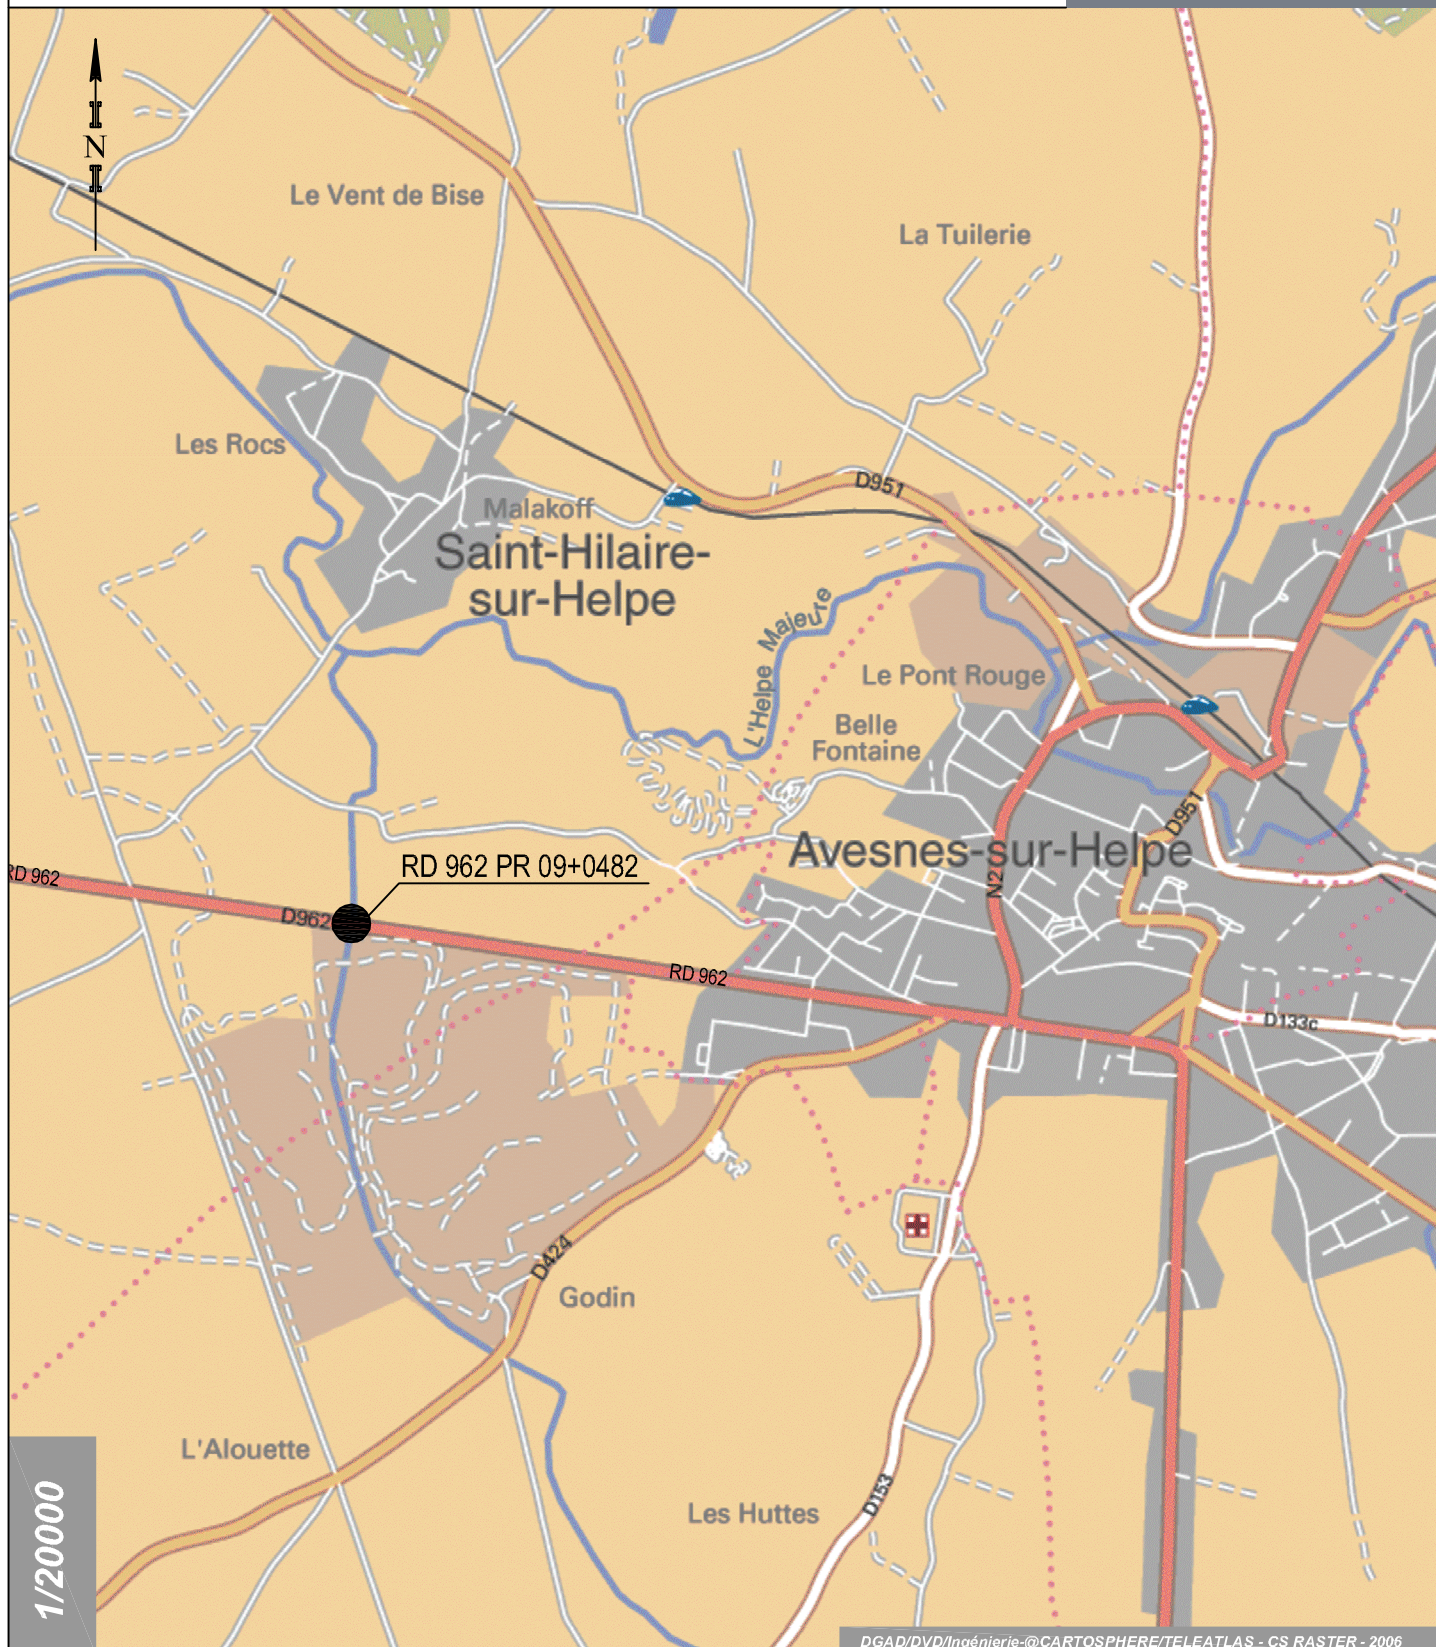 N
Le Vent de Bise
La Tuilerie
Les Rocs
D951
Malakoff
Saint-Hilaire-
sur-Helpe
L'Helpe Majeure
Le Pont Rouge
Belle
Fontaine
D951
Avesnes-sur-Helpe
RD 962 PR 09+0482
RD 962
N2
D962
RD 962
D133c
D424
Godin
L'Alouette
D153
Les Huttes
1/20000
DGAD/DVD/Ingénierie-@CARTOSPHERE/TELEATLAS - CS RASTER - 2006